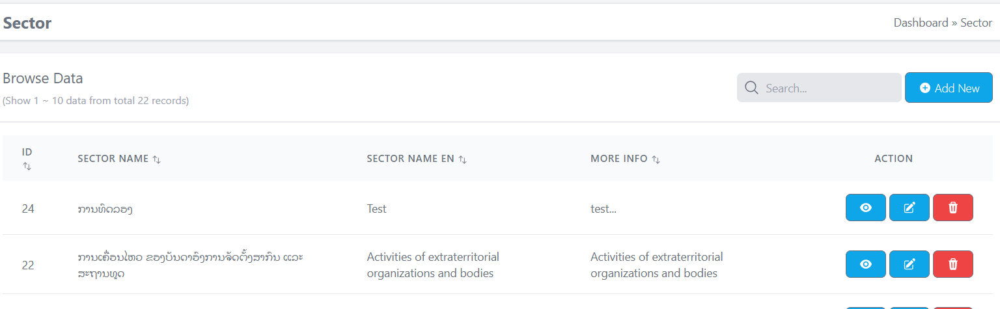 Sector
Dashboard » Sector
Browse Data
(Show 1 ~ 10 data from total 22 records)
Search...
Add New
ID
SECTOR NAME
SECTOR NAME EN
MORE INFO
ACTION
24
ການທົດລອງ
Test
test...
22
ການເຄື່ອນໄຫວ ຂອງບັນດາອົງການຈັດຕັ້ງສາກົນ ແລະ
ສະຖານທູດ
Activities of extraterritorial
organizations and bodies
Activities of extraterritorial
organizations and bodies